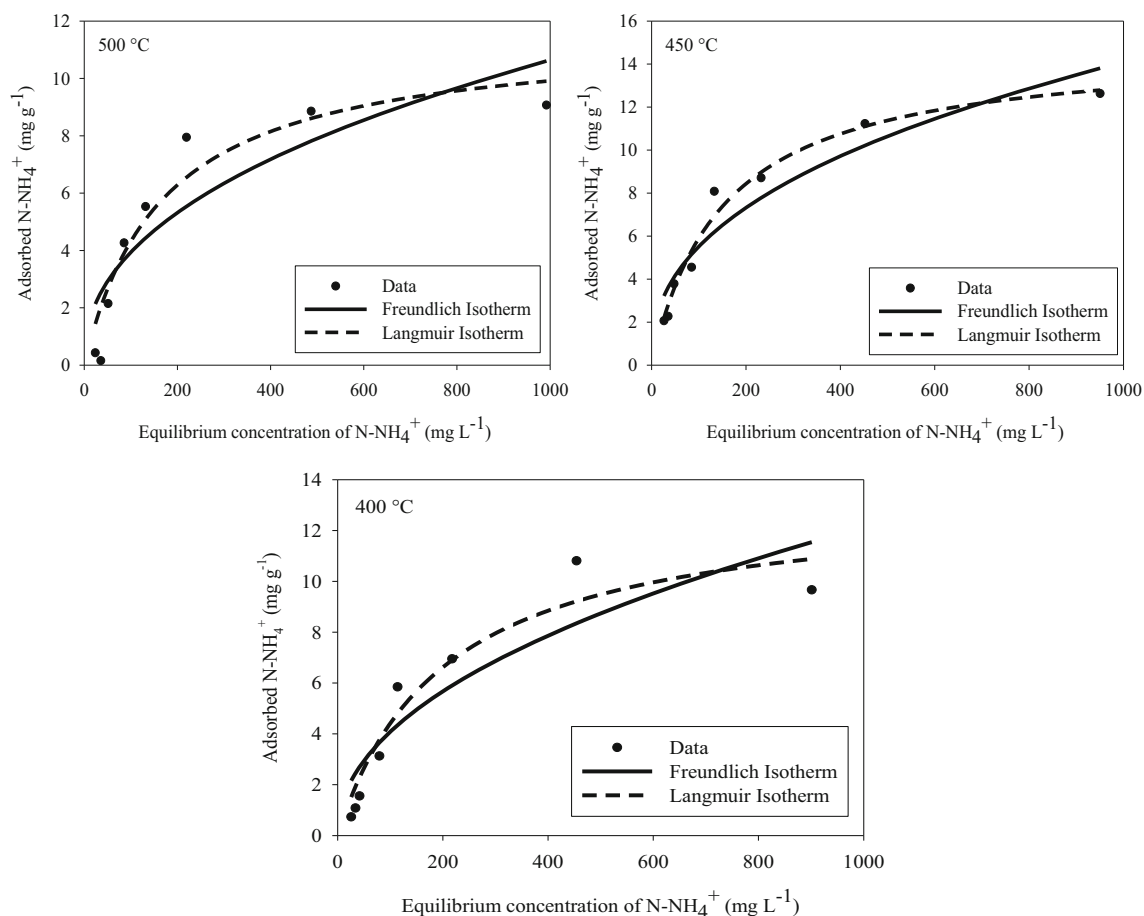 500 °C
12
10
8
6
4
2
0
Adsorbed N-NH4+ (mg g-1)
Data
Freundlich Isotherm
Langmuir Isotherm
0 200 400 600 800 1000
Equilibrium concentration of N-NH4+ (mg L-1)
450 °C
16
14
12
10
8
6
4
2
0
Adsorbed N-NH4+ (mg g-1)
Data
Freundlich Isotherm
Langmuir Isotherm
0 200 400 600 800 1000
Equilibrium concentration of N-NH4+ (mg L-1)
400 °C
14
12
10
8
6
4
2
0
Adsorbed N-NH4+ (mg g-1)
Data
Freundlich Isotherm
Langmuir Isotherm
0 200 400 600 800 1000
Equilibrium concentration of N-NH4+ (mg L-1)